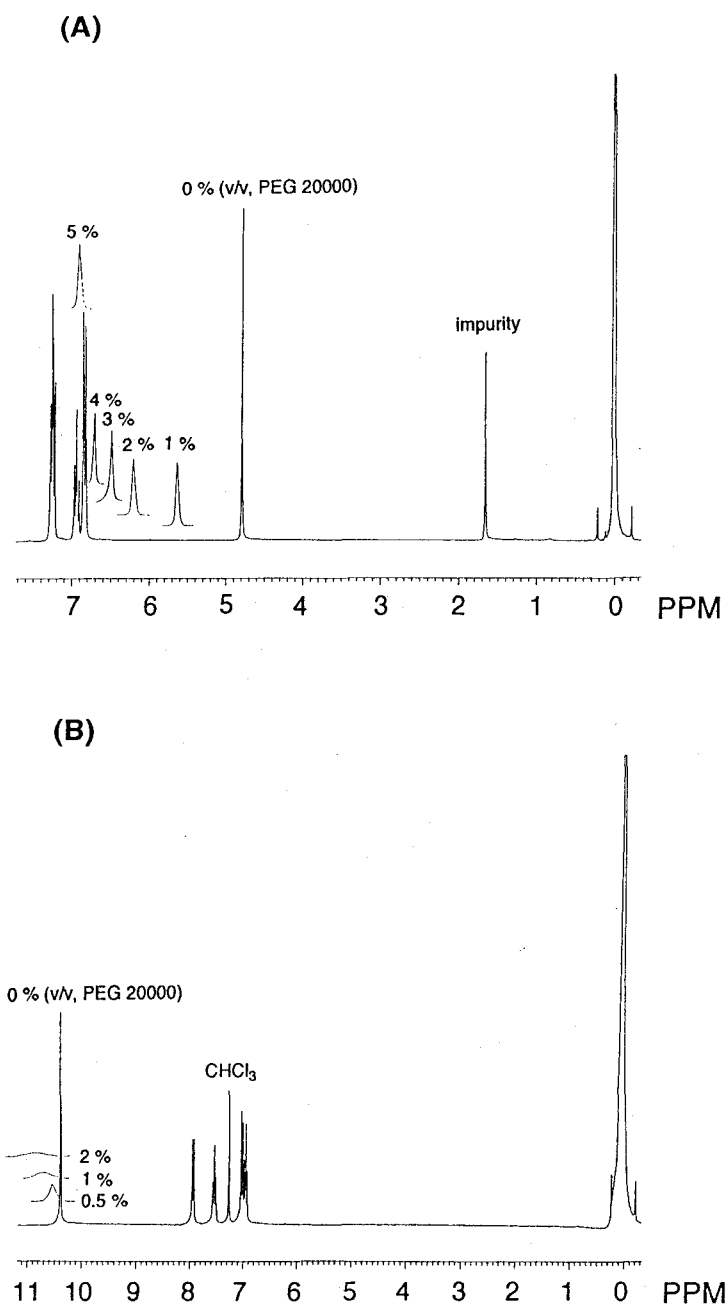 (A)
0 % (v/v, PEG 20000)
5 %
impurity
4 %
3 %
2 %
1 %
7 6 5 4 3 2 1 0 PPM
(B)
0 % (v/v, PEG 20000)
CHCl₃
2 %
1 %
0.5 %
11 10 9 8 7 6 5 4 3 2 1 0 PPM